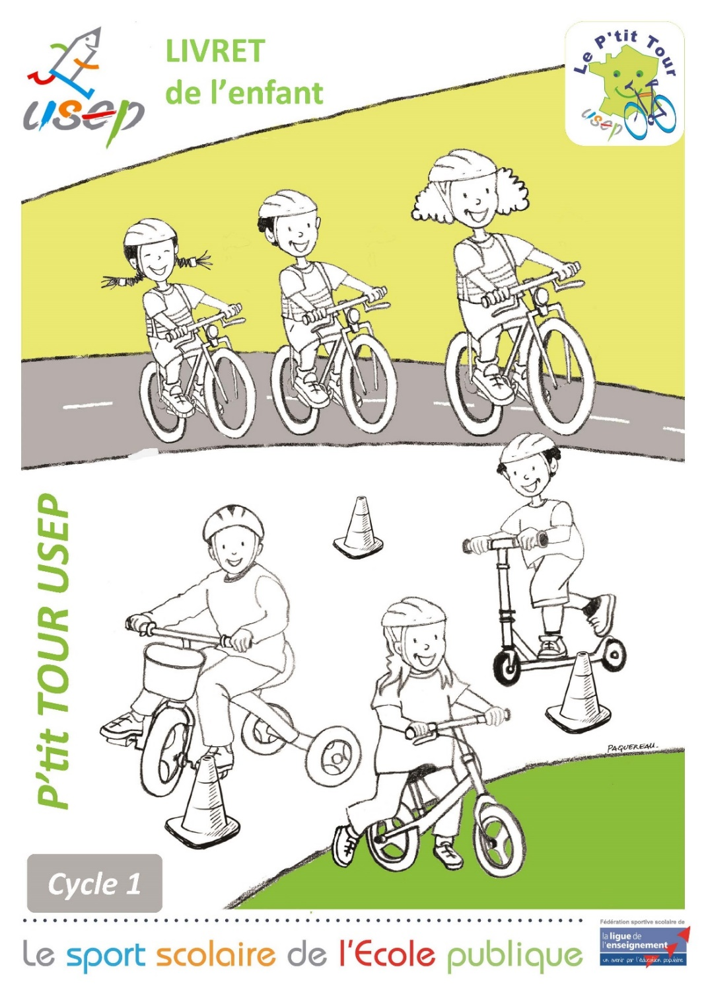 LIVRET
de l'enfant
usep
Le P'tit Tour
usep
P'tit TOUR USEP
PAQUEREAU.
Cycle 1
Fédération sportive scolaire de
la ligue de
l'enseignement
un avenir par l'éducation populaire
Le sport scolaire de l'Ecole publique